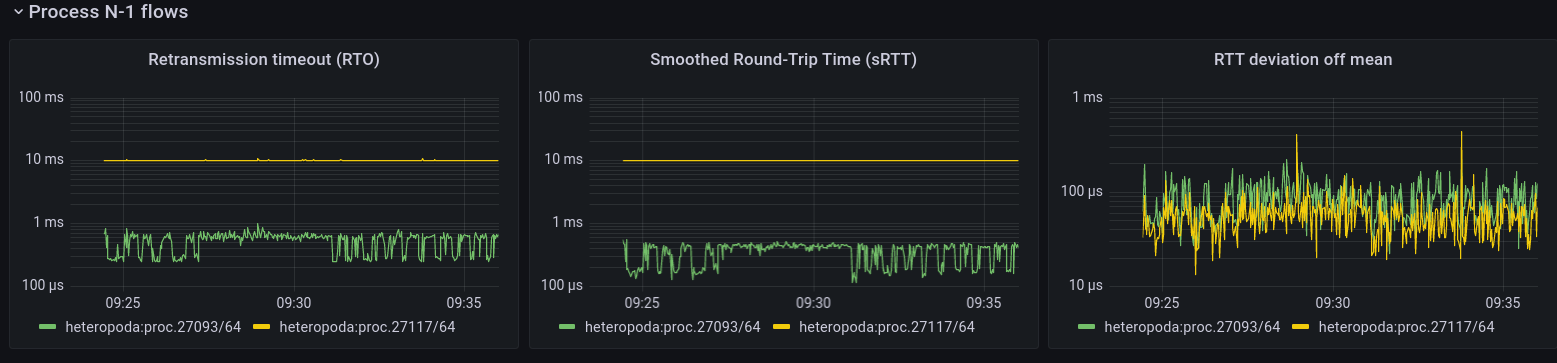 Process N-1 flows
Retransmission timeout (RTO)
100 ms
10 ms
1 ms
100 µs
09:25 09:30 09:35
heteropoda:proc.27093/64 heteropoda:proc.27117/64
Smoothed Round-Trip Time (sRTT)
100 ms
10 ms
1 ms
100 µs
09:25 09:30 09:35
heteropoda:proc.27093/64 heteropoda:proc.27117/64
RTT deviation off mean
1 ms
100 µs
10 µs
09:25 09:30 09:35
heteropoda:proc.27093/64 heteropoda:proc.27117/64